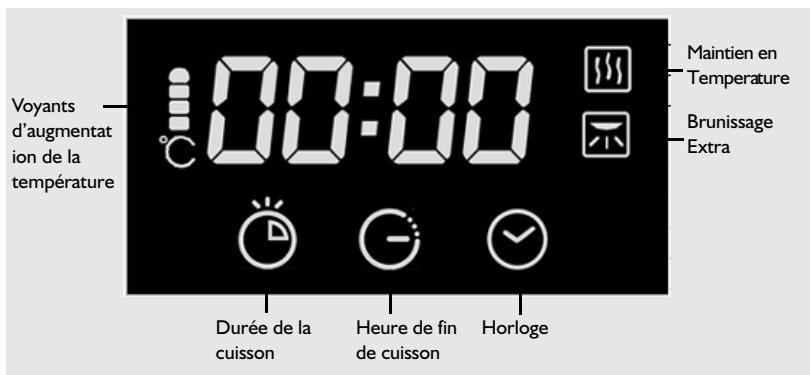 Voyants
d'augmentat
ion de la
température
00:00
°C
Maintien en
Temperature
Brunissage
Extra
Durée de la
cuisson
Heure de fin
de cuisson
Horloge